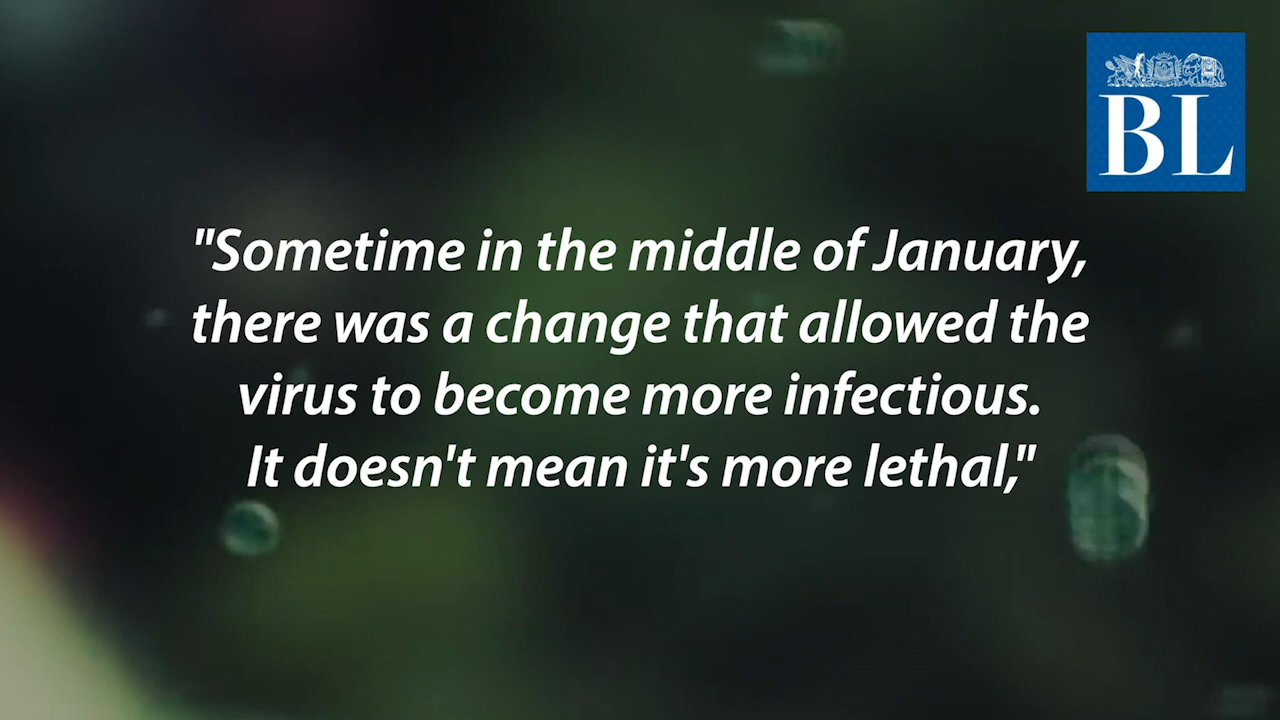 BL
"Sometime in the middle of January,
there was a change that allowed the
virus to become more infectious.
It doesn't mean it's more lethal,"